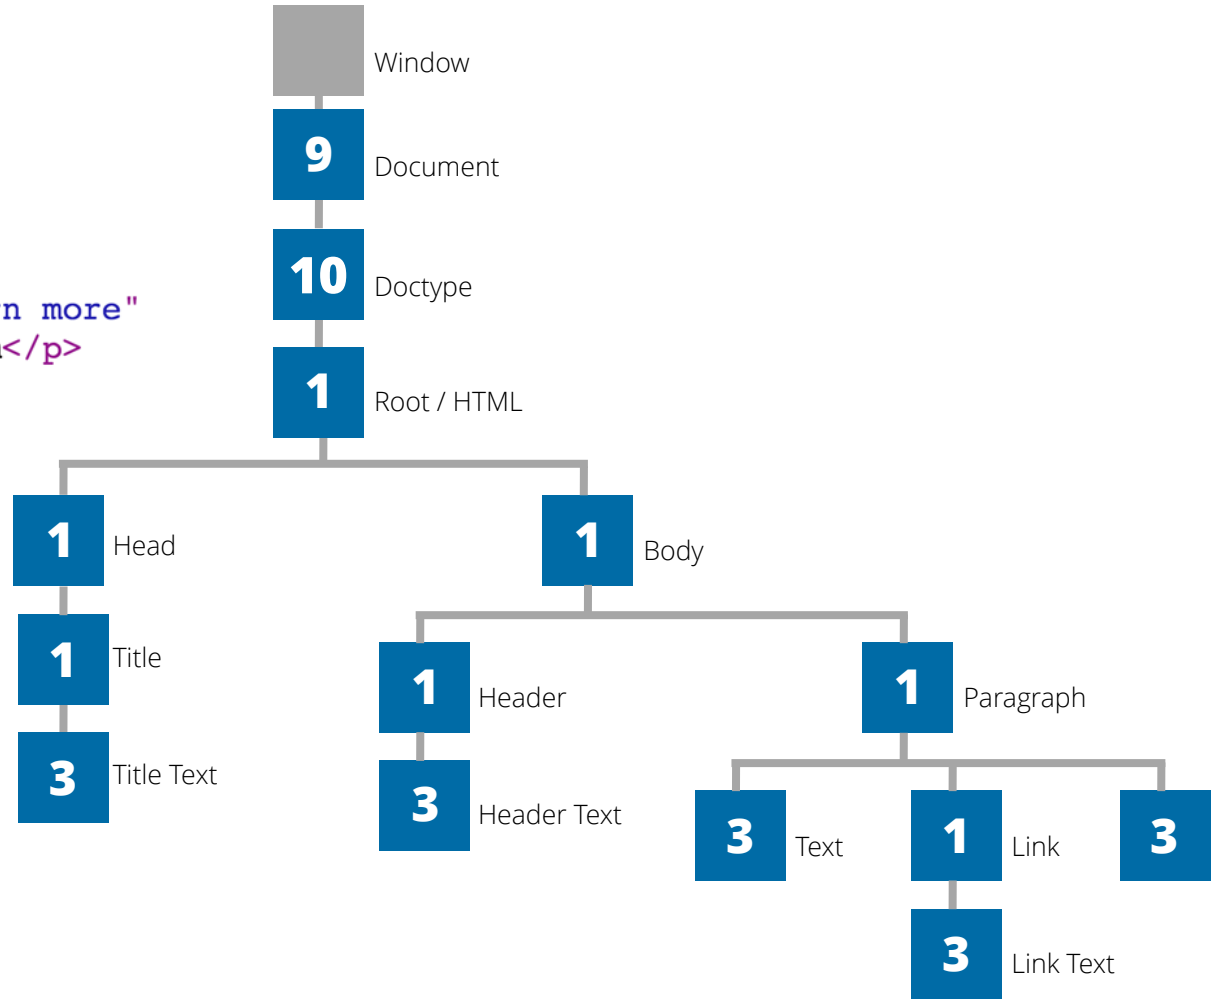 Window
9
Document
10
Doctype
n more"
</p>
1
Root / HTML
1
Head
1
Body
1
Title
1
Header
1
Paragraph
3
Title Text
3
Header Text
3
Text
1
Link
3
3
Link Text